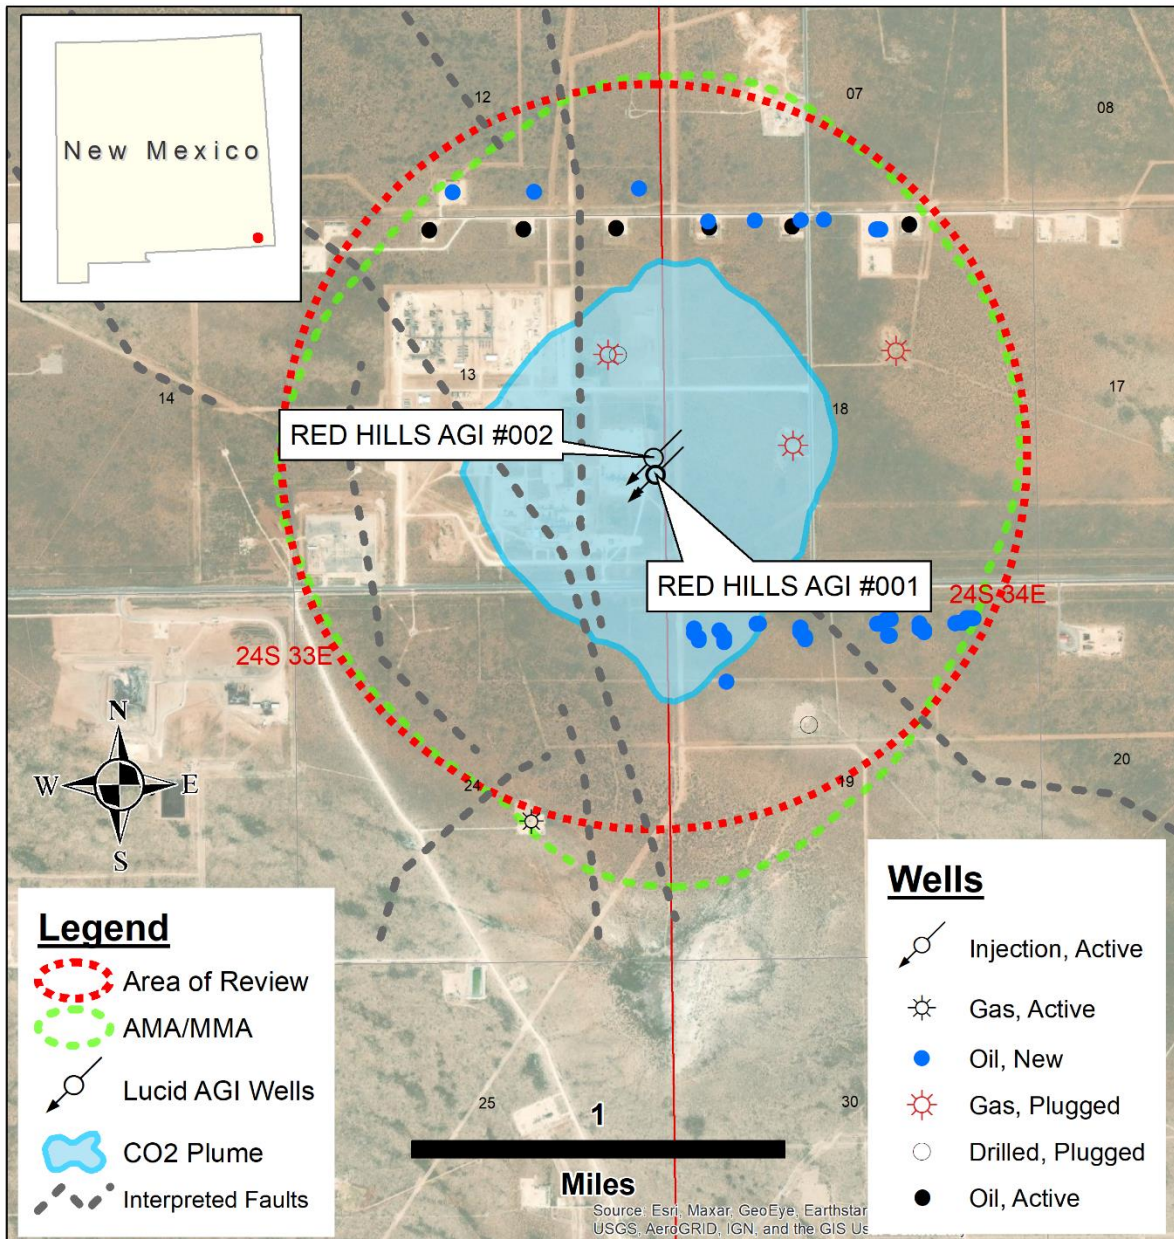 New Mexico
12
07
08
14
13
18
17
RED HILLS AGI #002
RED HILLS AGI #001
24S 34E
24S 33E
N
W
E
S
24
19
20
25
30
1
Miles
Legend
Area of Review
AMA/MMA
Lucid AGI Wells
CO2 Plume
Interpreted Faults
Wells
Injection, Active
Gas, Active
Oil, New
Gas, Plugged
Drilled, Plugged
Oil, Active
Source: Esri, Maxar, GeoEye, Earthstar
USGS, AeroGRID, IGN, and the GIS